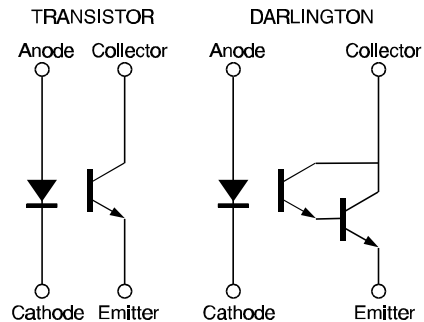 TRANSISTOR DARLINGTON
Anode Collector Anode Collector
Cathode Emitter Cathode Emitter